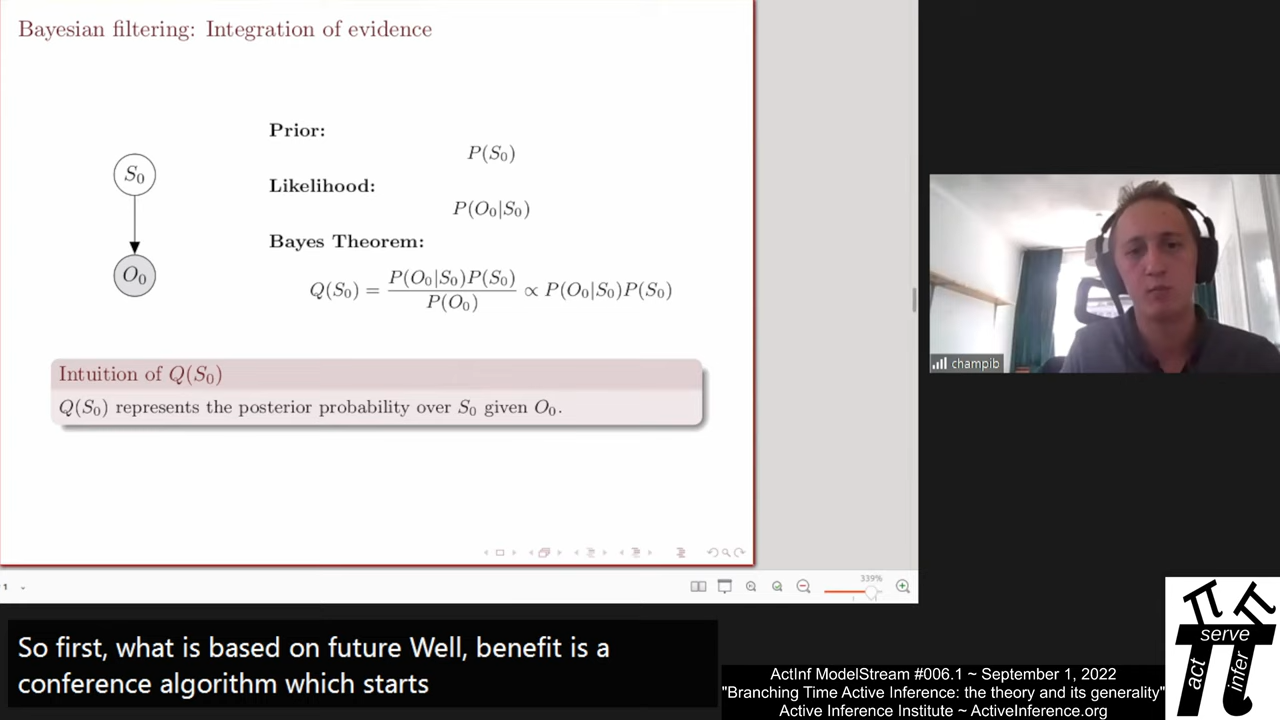 Bayesian filtering: Integration of evidence
Prior:
P(S₀)
Likelihood:
P(O₀|S₀)
Bayes Theorem:
Q(S₀) = P(O₀|S₀)P(S₀) / P(O₀) ∝ P(O₀|S₀)P(S₀)
S₀
O₀
Intuition of Q(S₀)
Q(S₀) represents the posterior probability over S₀ given O₀.
1
339%
champib
So first, what is based on future Well, benefit is a
conference algorithm which starts
ActInf ModelStream #006.1 ~ September 1, 2022
"Branching Time Active Inference: the theory and its generality"
Active Inference Institute ~ ActiveInference.org
π π
serve
act
infer